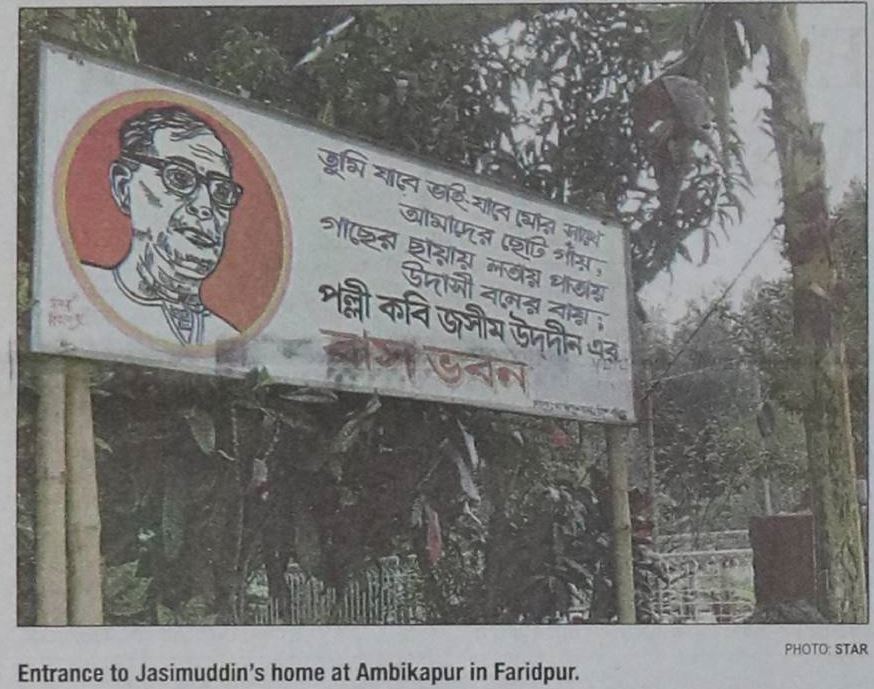 তুমি যাবে ভাই-যাবে মোর সাথে
আমাদের ছোট গাঁয়,
গাছের ছায়ায় লতায় পাতায়
উদাসী বনের বায়;
পল্লী কবি জসীম উদ্‌দীন এর
বাস ভবন
PHOTO: STAR
Entrance to Jasimuddin's home at Ambikapur in Faridpur.